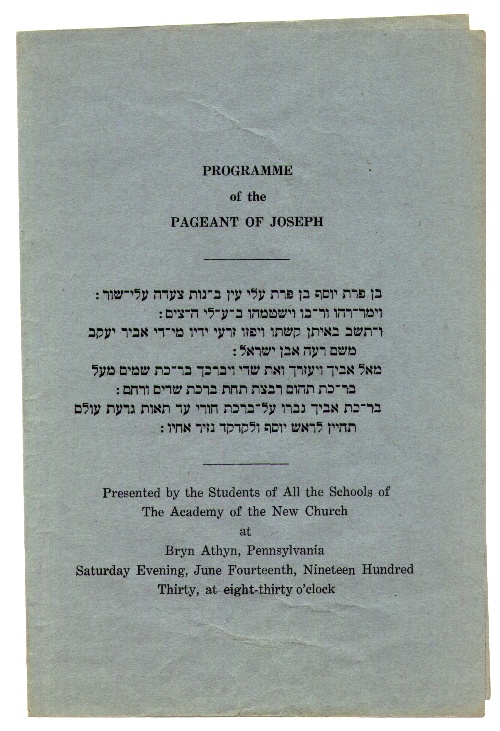 PROGRAMME
of the
PAGEANT OF JOSEPH
בן פרת יוסף בן פרת עלי עין ב־נות צעדה עלי־שור :
וימר־רהו ור־בו וישטמהו ב־ע־לי ח־צים :
ו־תשב באיתן קשתו ויפזו זרעי ידיו מי־די אביר יעקב
משם רעה אבן ישראל :
מאל אביך ויעזרך ואת שדי ויב־רכך בר־כת שמים מעל
בר־כת תהום רבצת תחת ברכת שדים ורחם :
בר־כת אביך גברו על־ברכת הורי עד תאות גבעת עולם
תהיין לראש יוסף ולקדקד נזיר אחיו :
Presented by the Students of All the Schools of
The Academy of the New Church
at
Bryn Athyn, Pennsylvania
Saturday Evening, June Fourteenth, Nineteen Hundred
Thirty, at eight-thirty o'clock